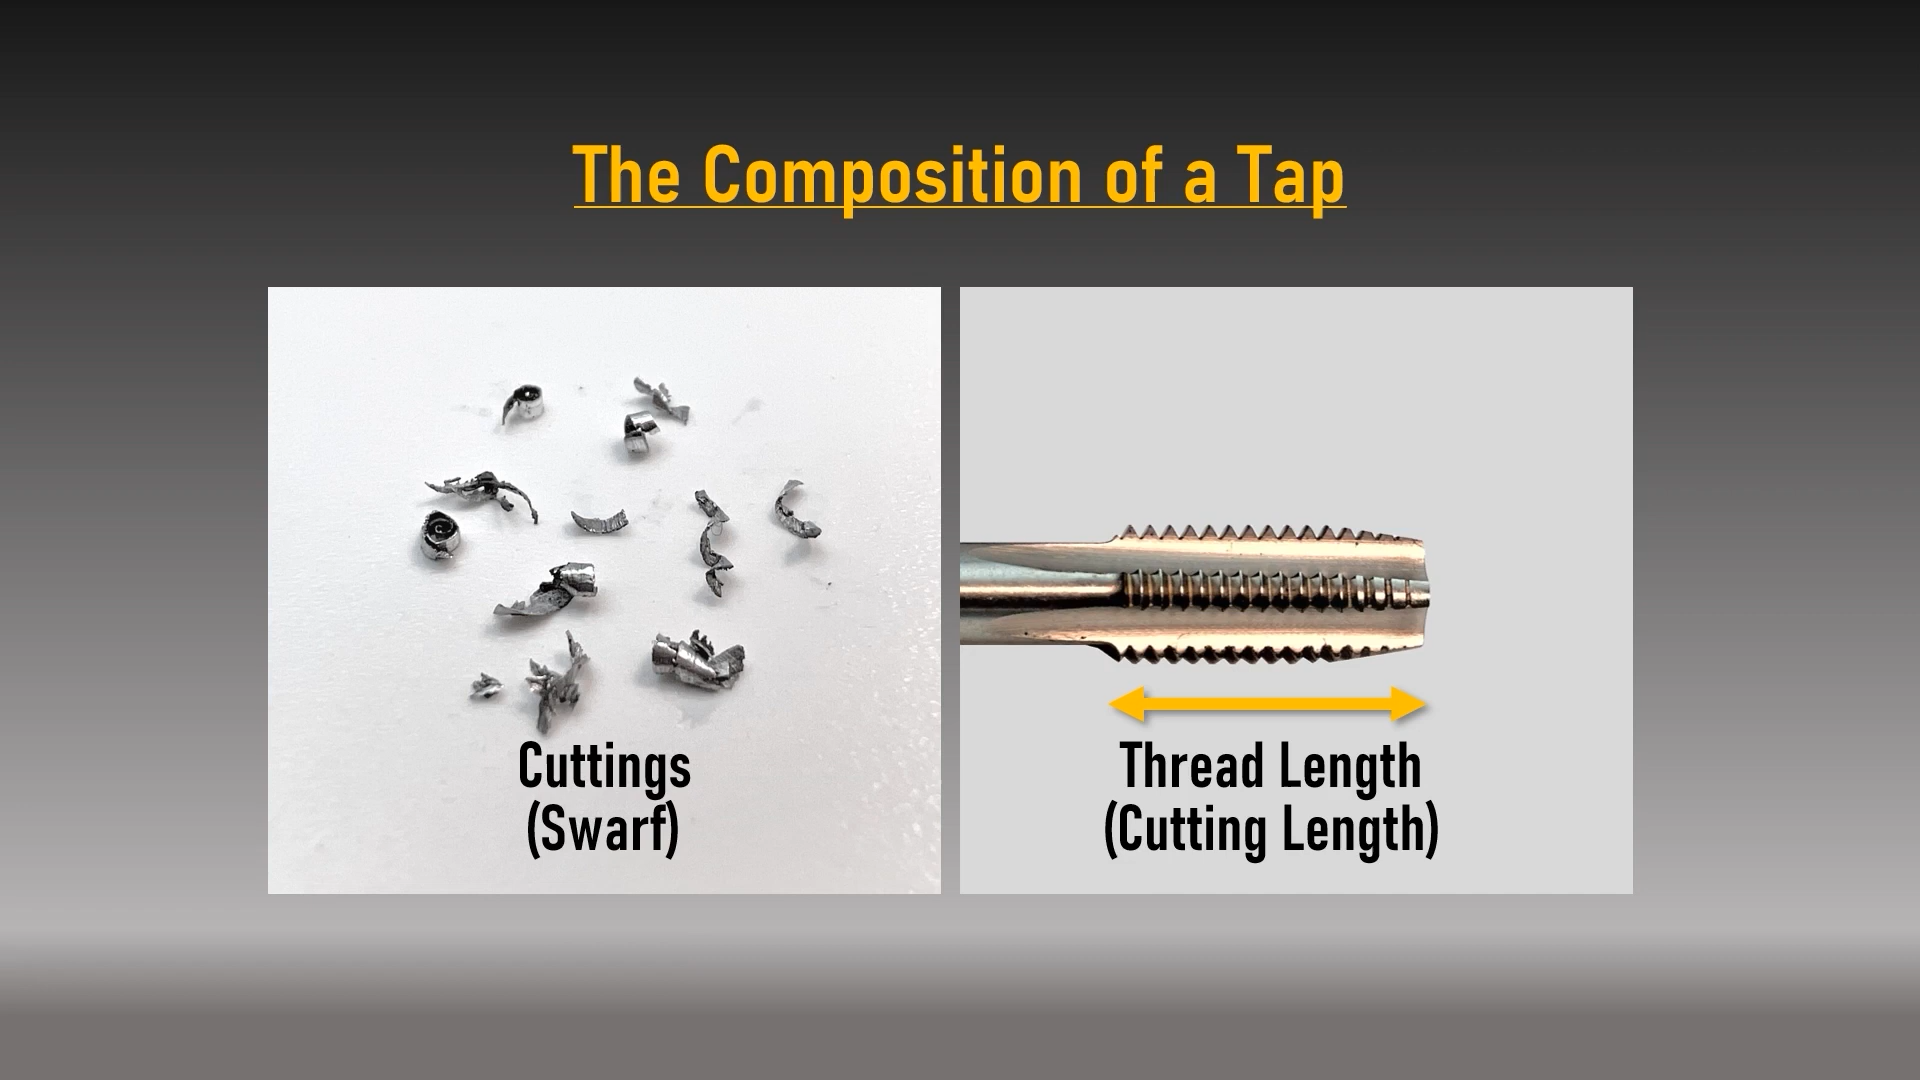 The Composition of a Tap
Cuttings
(Swarf)
Thread Length
(Cutting Length)